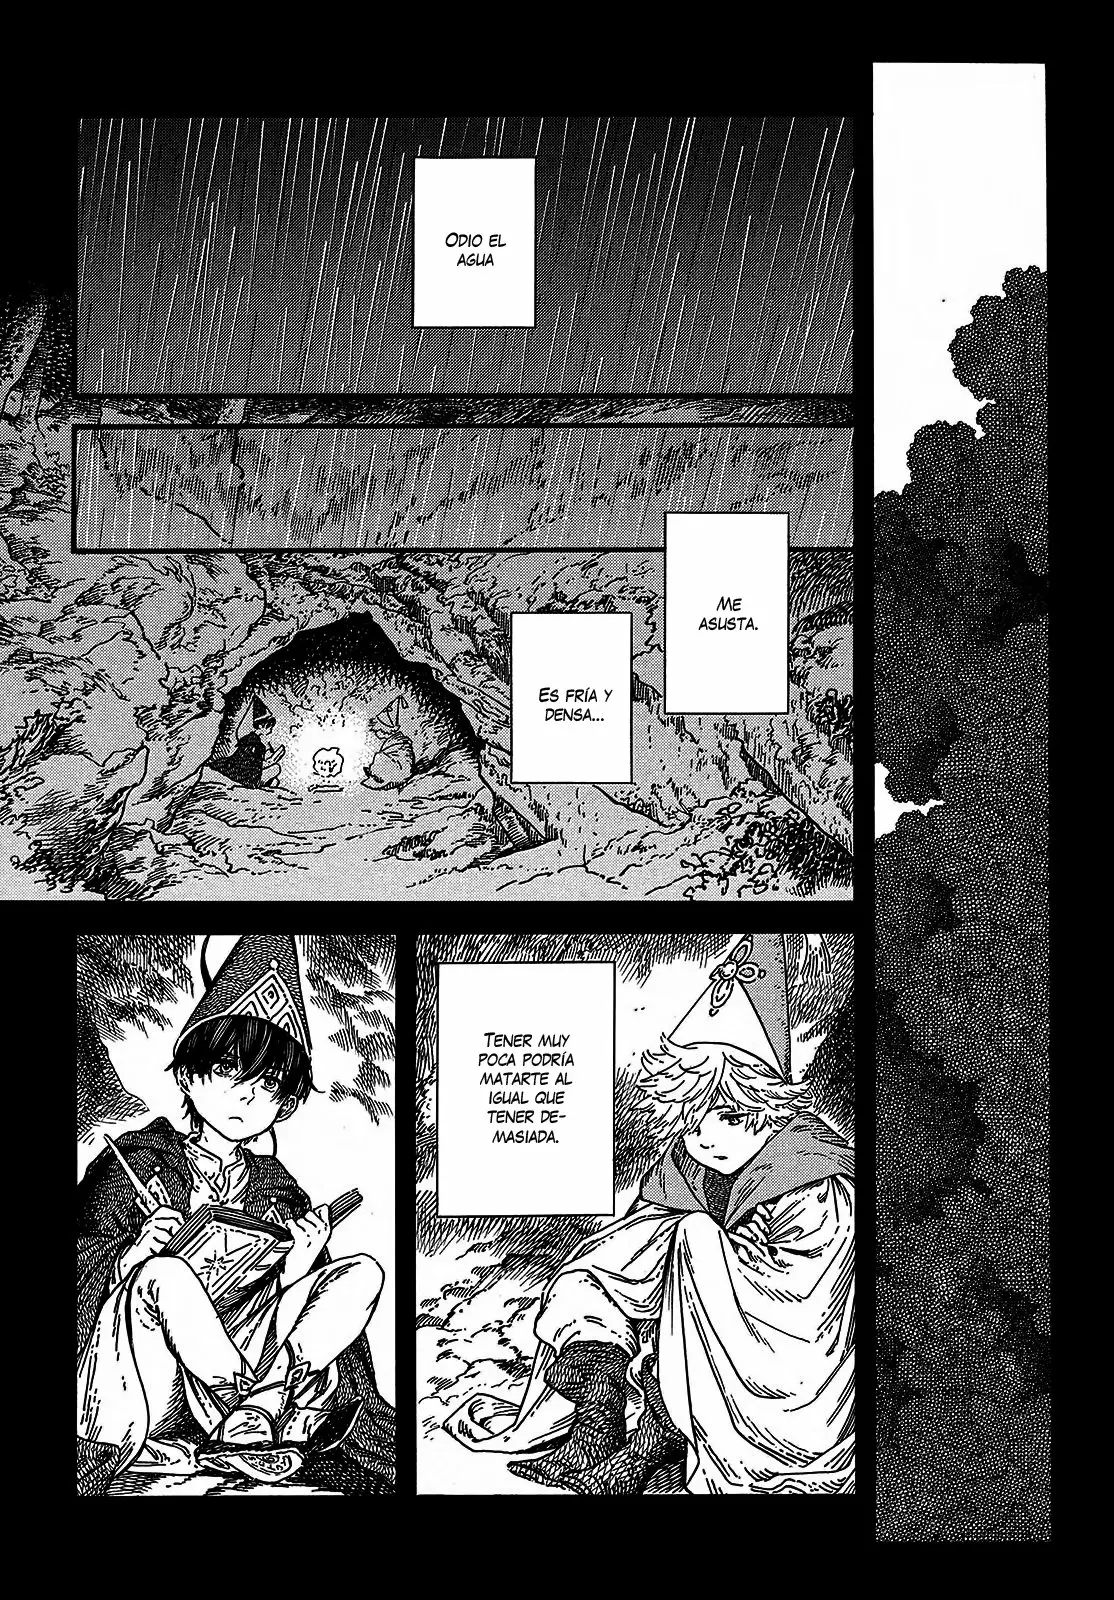 ODIO EL
AGUA
ME
ASUSTA.
ES FRÍA Y
DENSA...
TENER MUY
POCA PODRÍA
MATARTE AL
IGUAL QUE
TENER DE-
MASIADA.